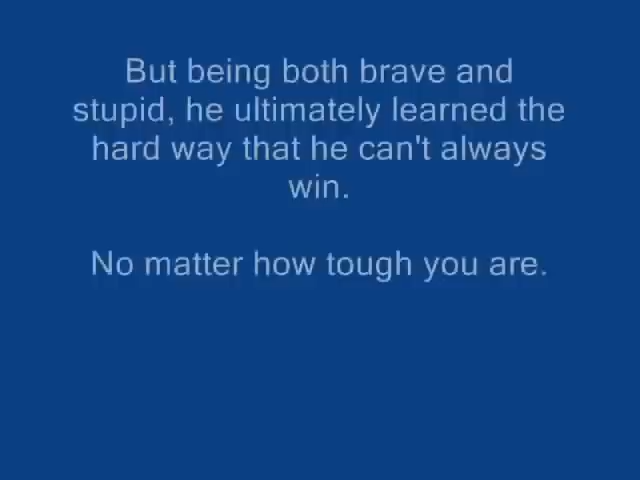 But being both brave and
stupid, he ultimately learned the
hard way that he can't always
win.
No matter how tough you are.